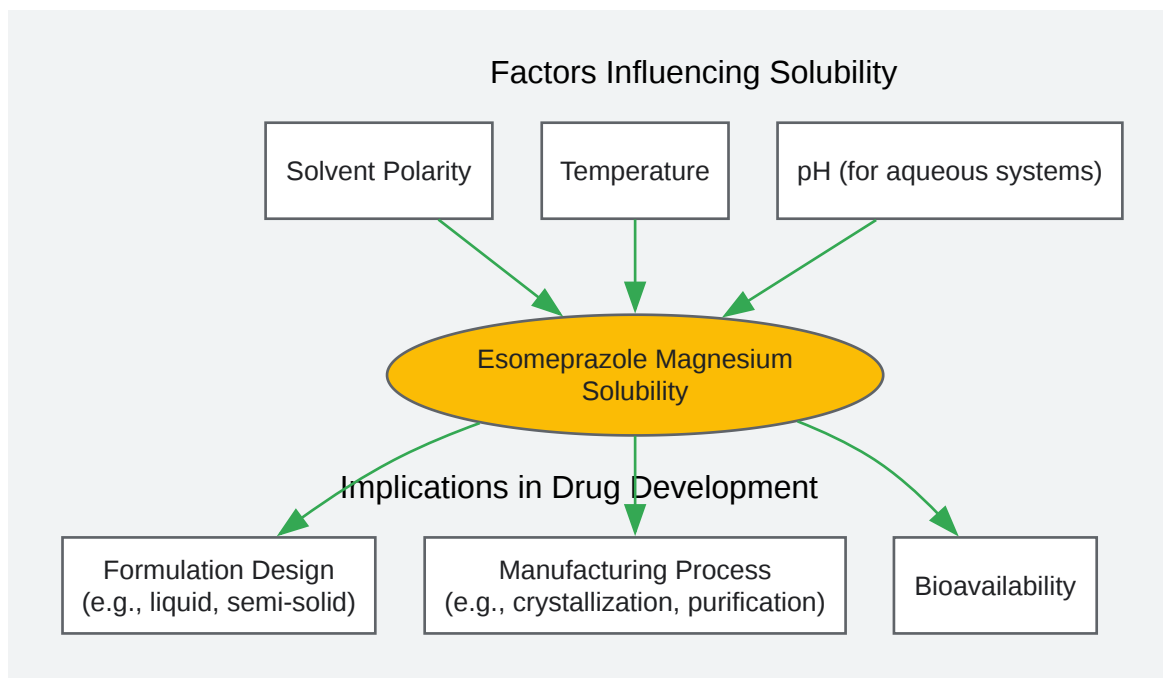 Factors Influencing Solubility
Solvent Polarity
Temperature
pH (for aqueous systems)
Esomeprazole Magnesium
Solubility
Implications in Drug Development
Formulation Design
(e.g., liquid, semi-solid)
Manufacturing Process
(e.g., crystallization, purification)
Bioavailability